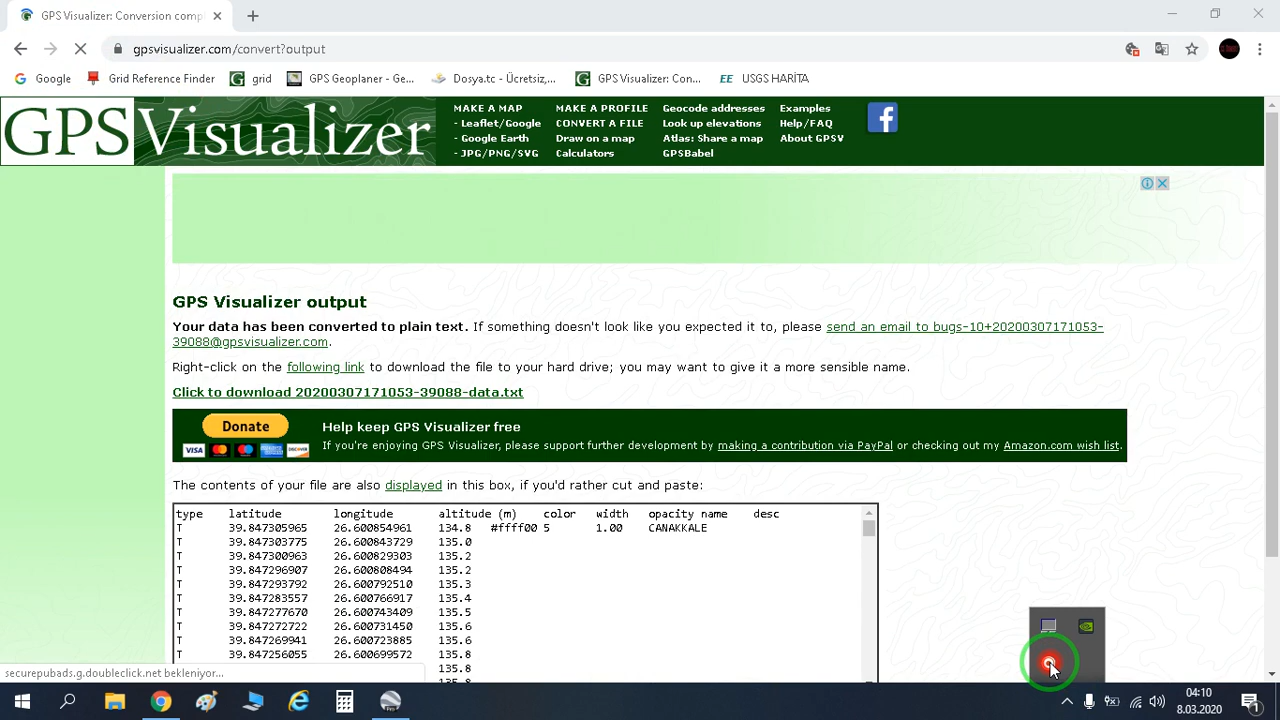 GPS Visualizer: Conversion comp
gpsvisualizer.com/convert?output
Google
Grid Reference Finder
grid
GPS Geoplaner - Ge...
Dosya.tc - Ücretsiz,...
GPS Visualizer: Con...
EE USGS HARİTA
GPSVisualizer
MAKE A MAP
- Leaflet/Google
- Google Earth
- JPG/PNG/SVG
MAKE A PROFILE
CONVERT A FILE
Draw on a map
Calculators
Geocode addresses
Look up elevations
Atlas: Share a map
GPSBabel
Examples
Help/FAQ
About GPSV
GPS Visualizer output
Your data has been converted to plain text. If something doesn't look like you expected it to, please send an email to bugs-10+20200307171053-
39088@gpsvisualizer.com.
Right-click on the following link to download the file to your hard drive; you may want to give it a more sensible name.
Click to download 20200307171053-39088-data.txt
Donate
VISA
DISCOVER
Help keep GPS Visualizer free
If you're enjoying GPS Visualizer, please support further development by making a contribution via PayPal or checking out my Amazon.com wish list.
The contents of your file are also displayed in this box, if you'd rather cut and paste:
type latitude longitude altitude (m) color width opacity name desc
T 39.847305965 26.600854961 134.8 #ffff00 5 1.00 CANAKKALE
T 39.847303775 26.600843729 135.0
T 39.847300963 26.600829303 135.2
T 39.847296907 26.600808494 135.2
T 39.847293792 26.600792510 135.3
T 39.847283557 26.600766917 135.4
T 39.847277670 26.600743409 135.5
T 39.847272722 26.600731450 135.6
T 39.847269941 26.600723885 135.6
T 39.847256055 26.600699572 135.8
135.8
securepubads.g.doubleclick.net bekleniyor...
04:10
8.03.2020
1